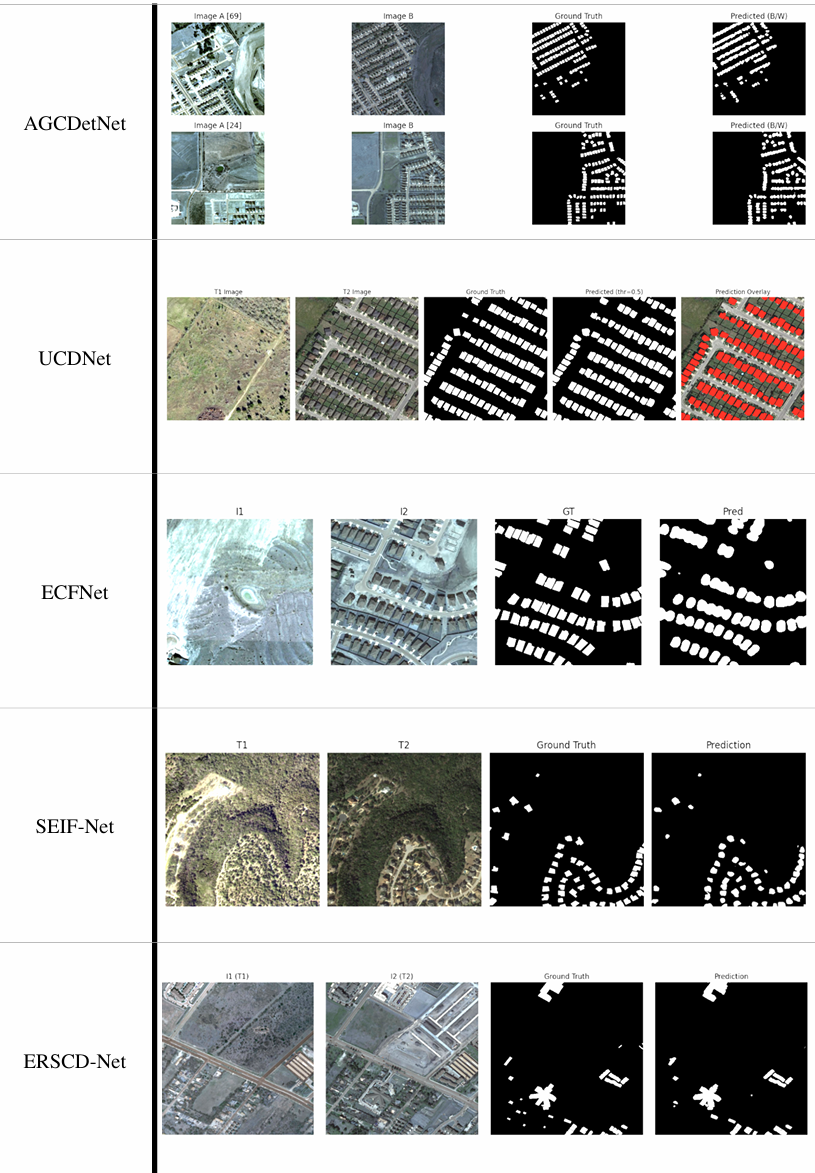 Image A [69] Image B Ground Truth Predicted (B/W)
AGCDetNet
Image A [24] Image B Ground Truth Predicted (B/W)
T1 Image T2 Image Ground Truth Predicted (thr=0.5) Prediction Overlay
UCDNet
I1 I2 GT Pred
ECFNet
T1 T2 Ground Truth Prediction
SEIF-Net
I1 (T1) I2 (T2) Ground Truth Prediction
ERSCD-Net